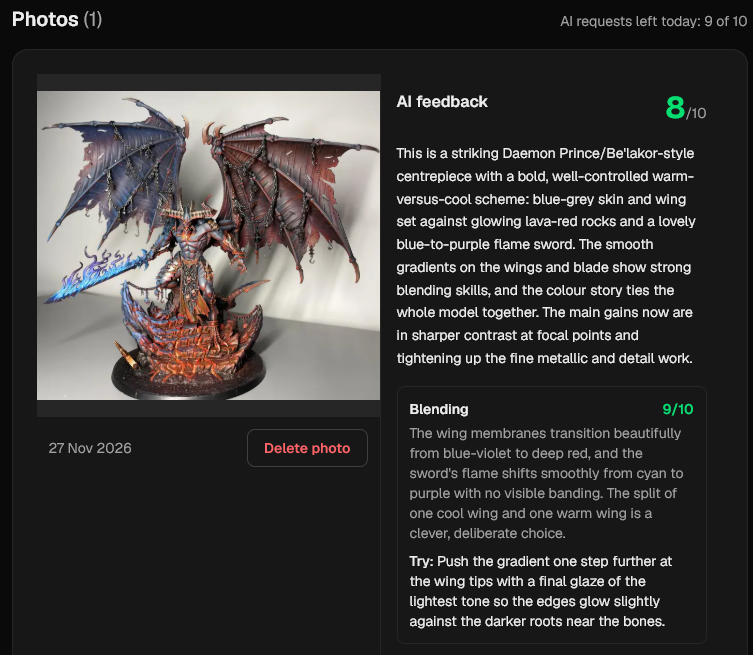 Photos (1)
AI requests left today: 9 of 10
AI feedback
8/10
This is a striking Daemon Prince/Be'lakor-style
centrepiece with a bold, well-controlled warm-
versus-cool scheme: blue-grey skin and wing
set against glowing lava-red rocks and a lovely
blue-to-purple flame sword. The smooth
gradients on the wings and blade show strong
blending skills, and the colour story ties the
whole model together. The main gains now are
in sharper contrast at focal points and
tightening up the fine metallic and detail work.
27 Nov 2026
Delete photo
Blending
9/10
The wing membranes transition beautifully
from blue-violet to deep red, and the
sword's flame shifts smoothly from cyan to
purple with no visible banding. The split of
one cool wing and one warm wing is a
clever, deliberate choice.
Try: Push the gradient one step further at
the wing tips with a final glaze of the
lightest tone so the edges glow slightly
against the darker roots near the bones.